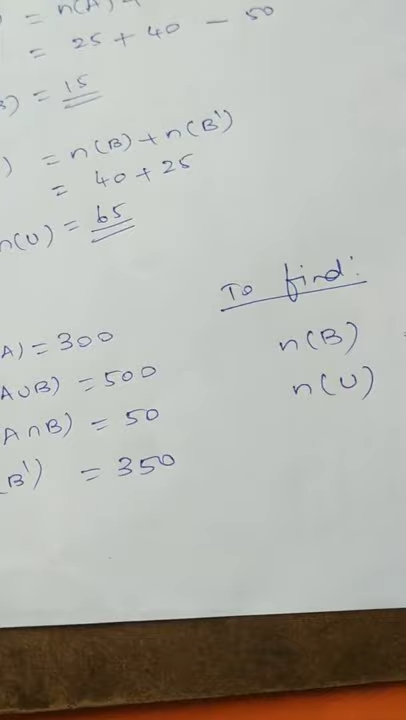 ) = n(A) +
= 25 + 40 - 50
B) = 15
) = n(B) + n(B')
= 40 + 25
n(U) = 65
To find:
A) = 300
n(B)
A∪B) = 500
n(U)
A∩B) = 50
(B') = 350